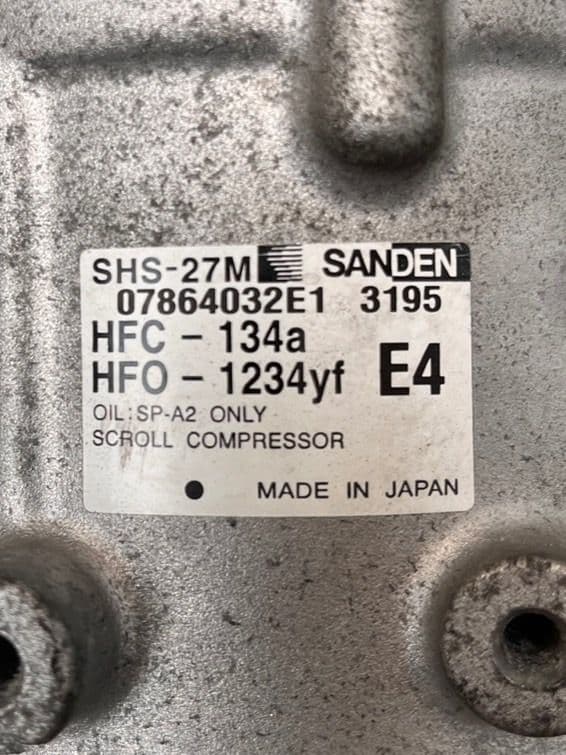 SHS-27M SANDEN
07864032E1 3195
HFC - 134a
HFO - 1234yf E4
OIL:SP-A2 ONLY
SCROLL COMPRESSOR
MADE IN JAPAN